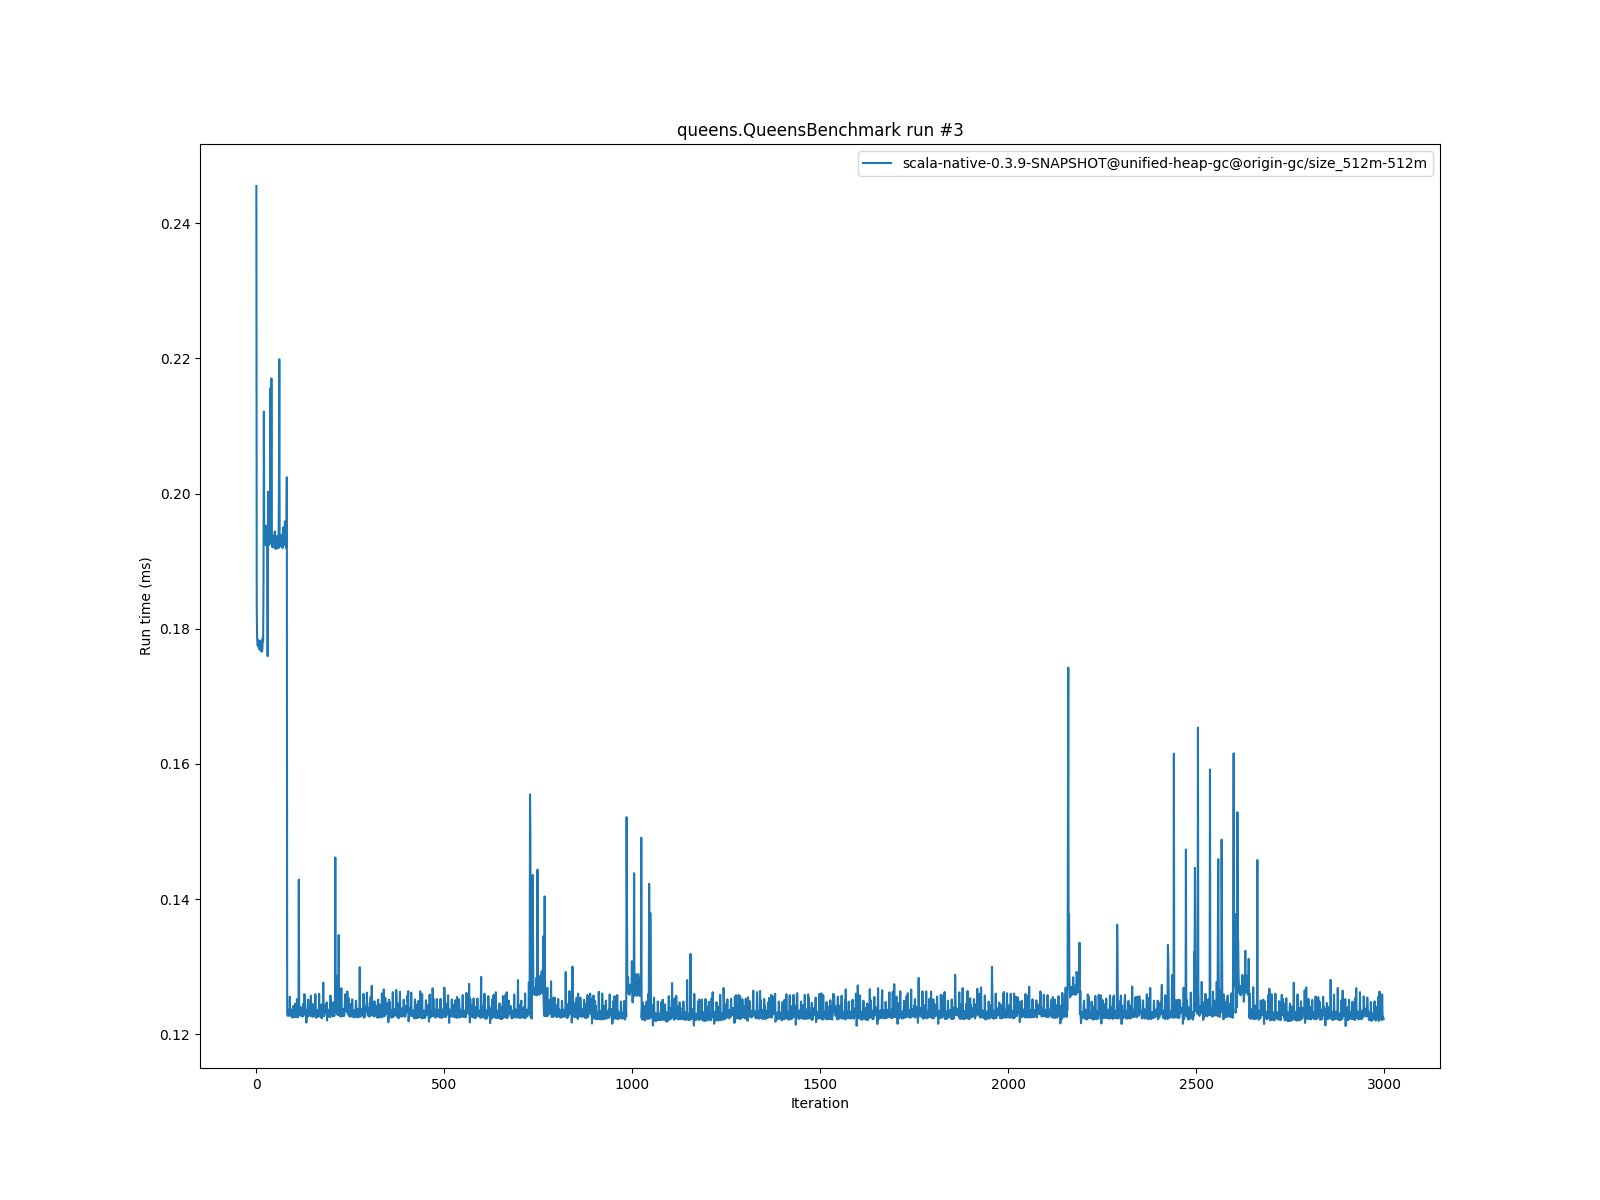 queens.QueensBenchmark run #3
scala-native-0.3.9-SNAPSHOT@unified-heap-gc@origin-gc/size_512m-512m
Run time (ms)
0.24
0.22
0.20
0.18
0.16
0.14
0.12
0 500 1000 1500 2000 2500 3000
Iteration